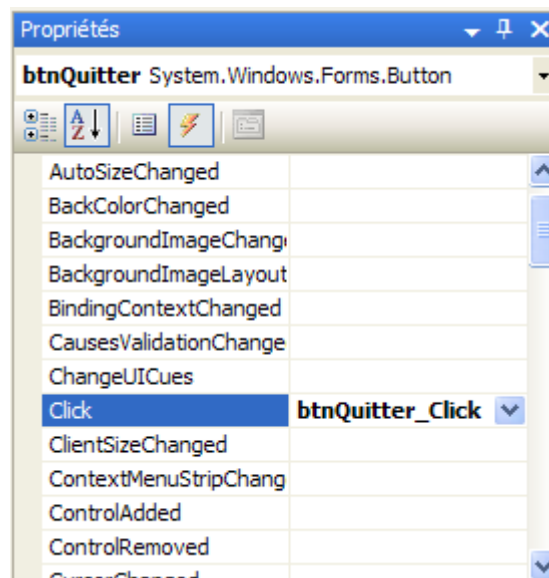 Propriétés
btnQuitter System.Windows.Forms.Button
AutoSizeChanged
BackColorChanged
BackgroundImageChang
BackgroundImageLayout
BindingContextChanged
CausesValidationChange
ChangeUICues
Click btnQuitter_Click
ClientSizeChanged
ContextMenuStripChang
ControlAdded
ControlRemoved
CursorChanged